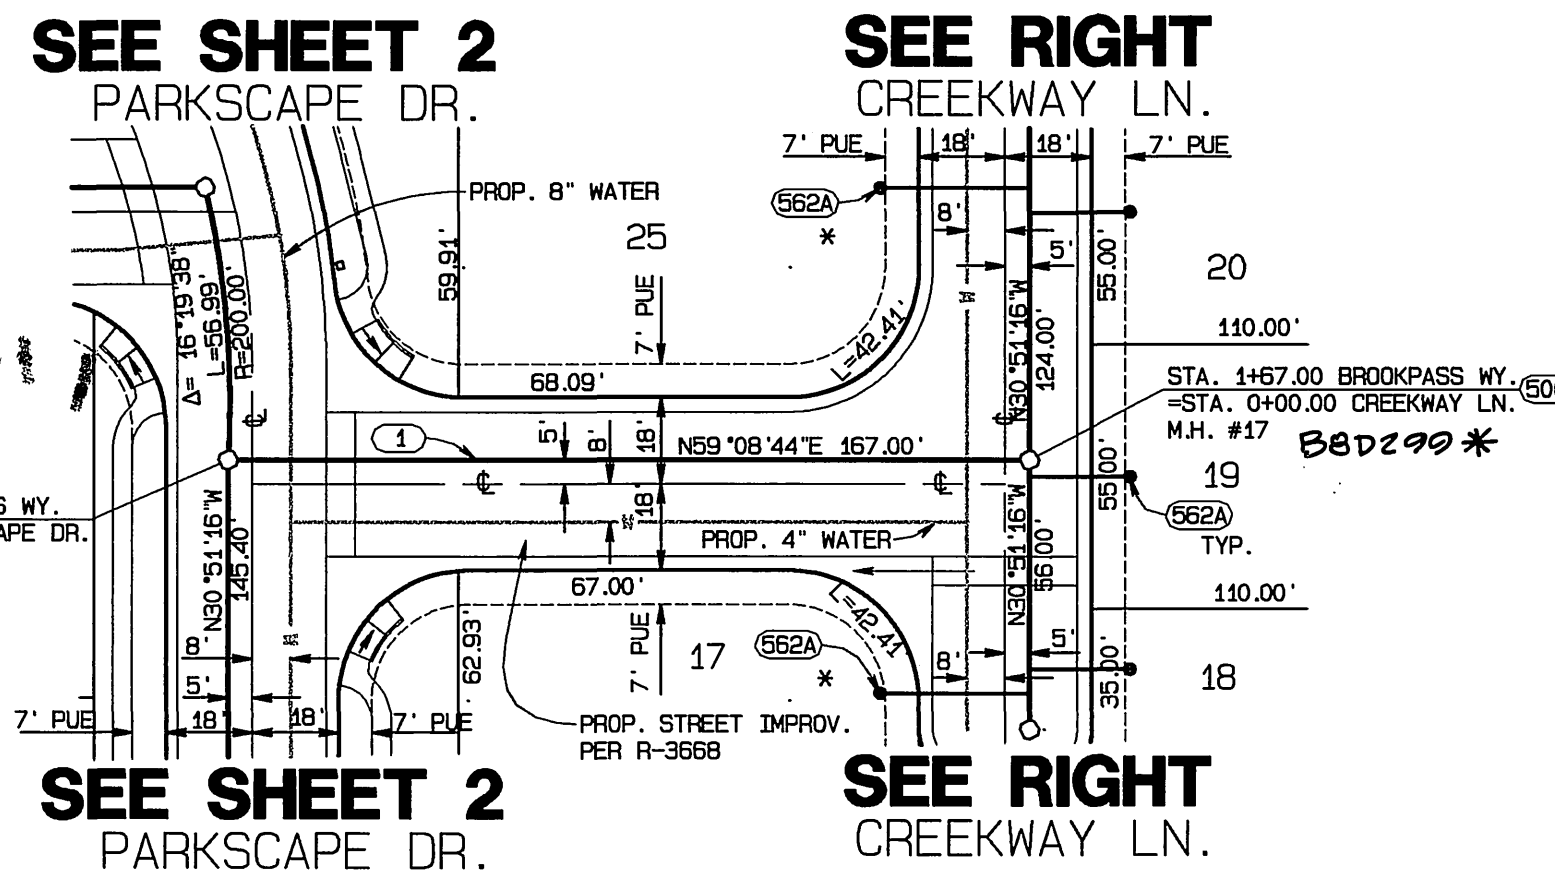 SEE SHEET 2
PARKSCAPE DR.
SEE RIGHT
CREEKWAY LN.
7' PUE
18'
18'
7' PUE
PROP. 8" WATER
562A
*
8'
5'
25
59.91'
7' PUE
55.00'
20
Δ= 16°19'38"
L=56.99'
R=200.00'
68.09'
L=42.41'
W
N30°51'16"W
124.00'
110.00'
STA. 1+67.00 BROOKPASS WY.
=STA. 0+00.00 CREEKWAY LN.
M.H. #17
B8D299*
℄
1
5'
8'
18'
N59°08'44"E 167.00'
℄
℄
℄
18'
W
55.00'
19
562A
TYP.
WY.
APE DR.
PROP. 4" WATER
N30°51'16"W
145.40'
N30°51'16"W
56.00'
67.00'
L=42.41
110.00'
W
8'
5'
62.93'
7' PUE
17
562A
*
8'
5'
35.00
18
7' PUE
18'
18'
7' PUE
PROP. STREET IMPROV.
PER R-3668
SEE SHEET 2
PARKSCAPE DR.
SEE RIGHT
CREEKWAY LN.